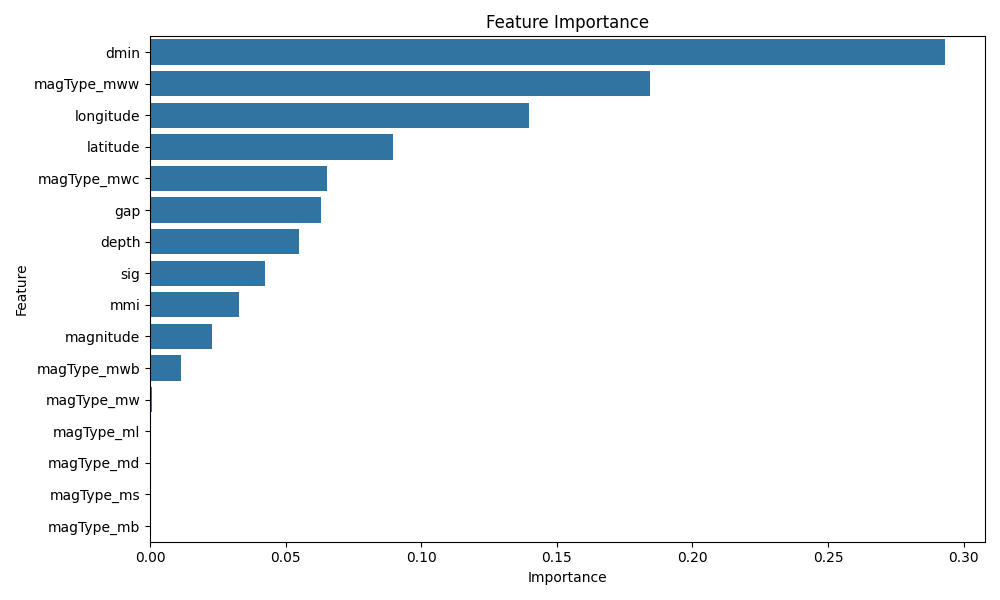 Feature Importance
dmin
magType_mww
longitude
latitude
magType_mwc
gap
depth
sig
mmi
magnitude
magType_mwb
magType_mw
magType_ml
magType_md
magType_ms
magType_mb
Feature
0.00 0.05 0.10 0.15 0.20 0.25 0.30
Importance